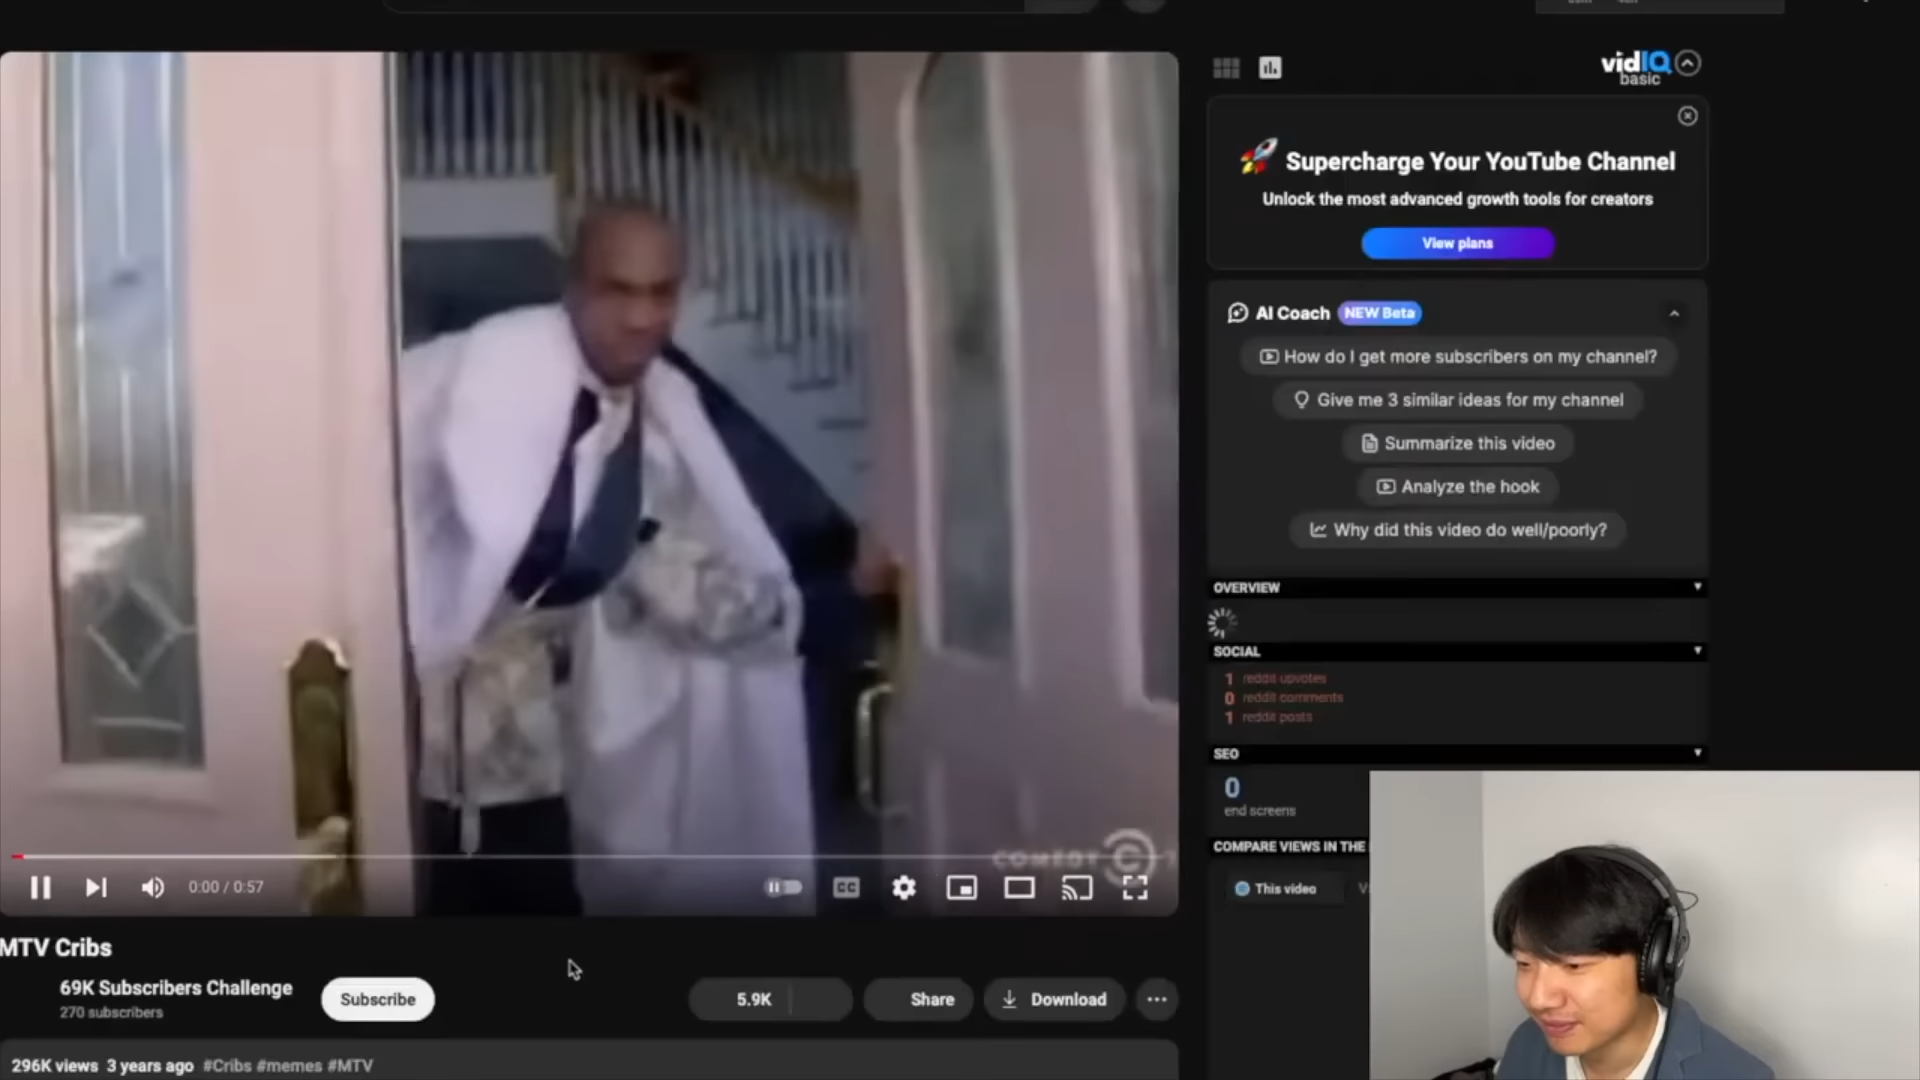 vidIQ
basic
🚀 Supercharge Your YouTube Channel
Unlock the most advanced growth tools for creators
View plans
AI Coach NEW Beta
How do I get more subscribers on my channel?
Give me 3 similar ideas for my channel
Summarize this video
Analyze the hook
Why did this video do well/poorly?
OVERVIEW
SOCIAL
1 reddit upvotes
0 reddit comments
1 reddit posts
SEO
0
end screens
COMPARE VIEWS IN THE
This video
COMEDY
CC
0:00 / 0:57
MTV Cribs
69K Subscribers Challenge
270 subscribers
Subscribe
5.9K
Share
Download
296K views 3 years ago #Cribs #memes #MTV